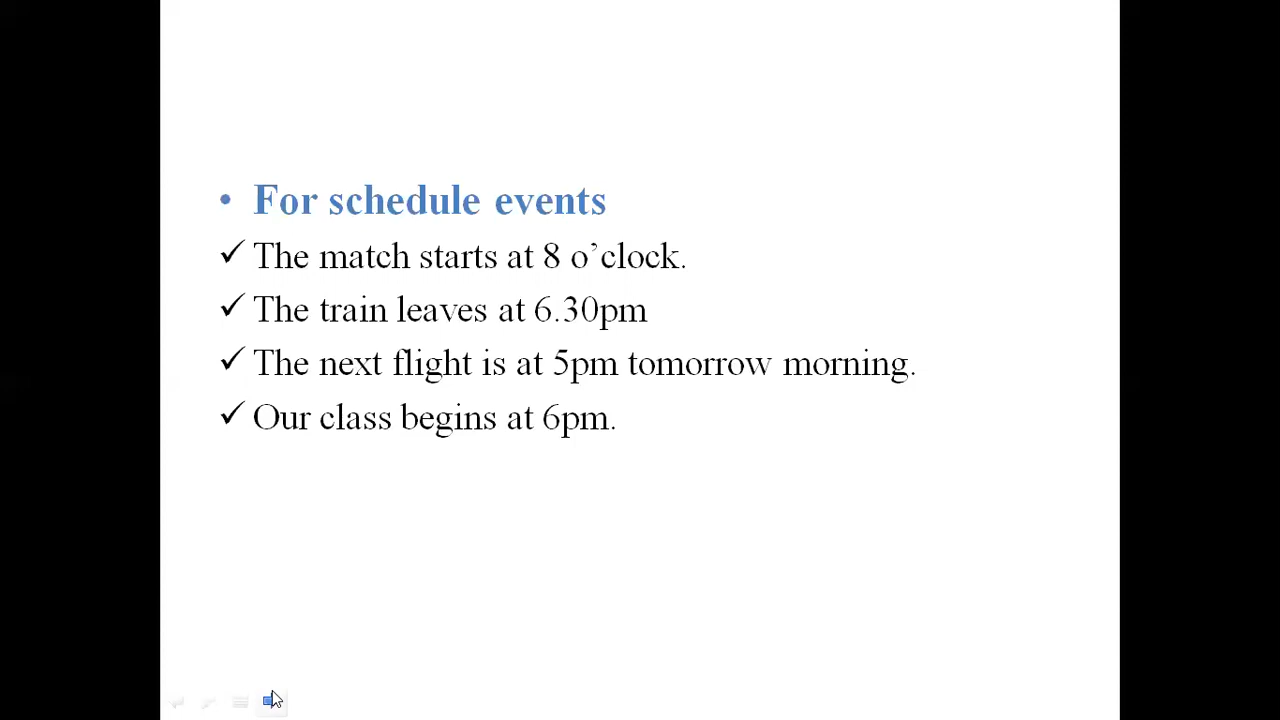 • For schedule events
✓ The match starts at 8 o’clock.
✓ The train leaves at 6.30pm
✓ The next flight is at 5pm tomorrow morning.
✓ Our class begins at 6pm.